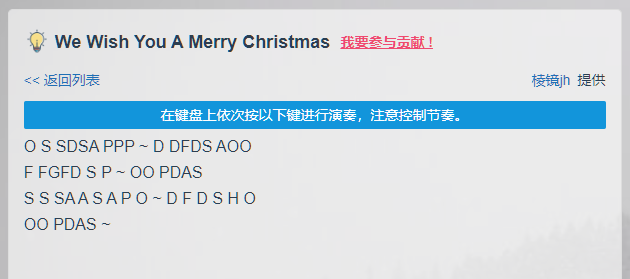 We Wish You A Merry Christmas 我要参与贡献 !
<< 返回列表 棱镜jh 提供
在键盘上依次按以下键进行演奏，注意控制节奏。
O S SDSA PPP ~ D DFDS AOO
F FGFD S P ~ OO PDAS
S S SA A S A P O ~ D F D S H O
OO PDAS ~